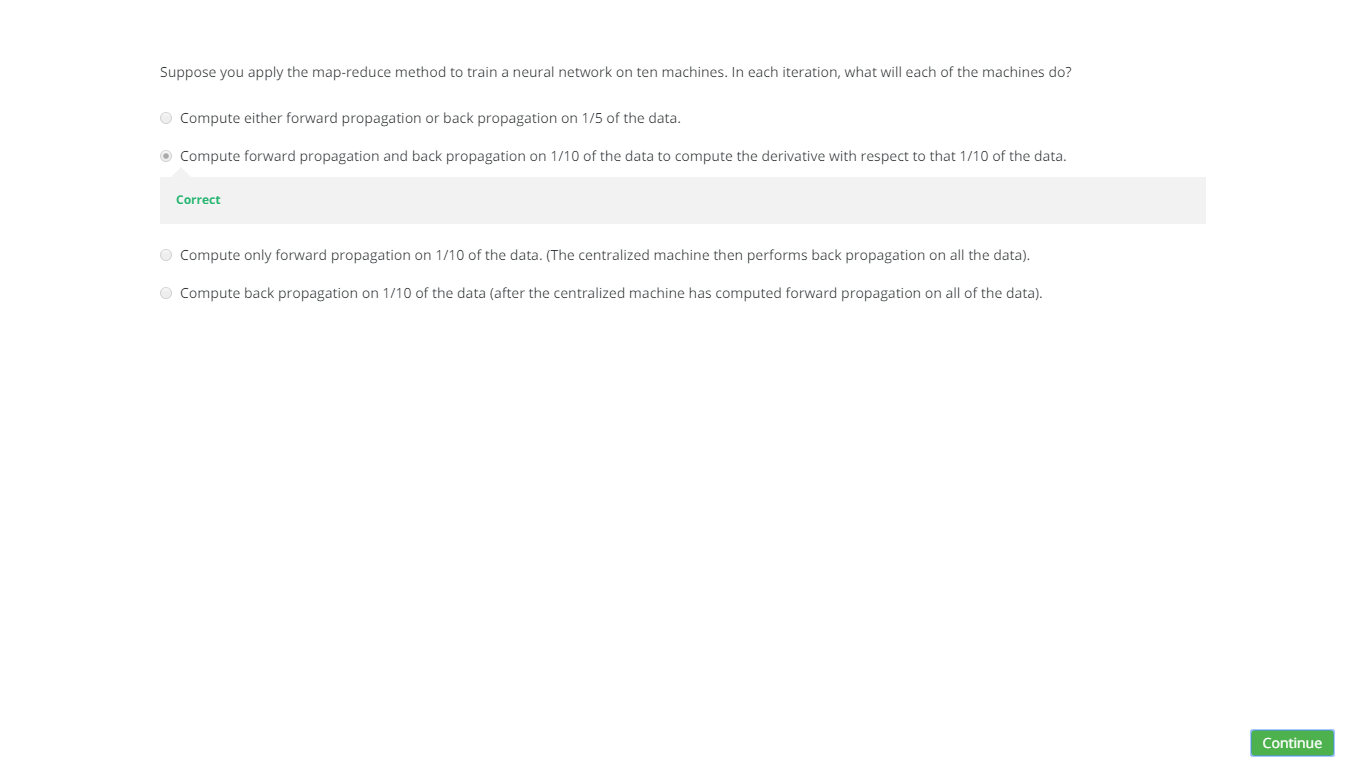 Suppose you apply the map-reduce method to train a neural network on ten machines. In each iteration, what will each of the machines do?
Compute either forward propagation or back propagation on 1/5 of the data.
Compute forward propagation and back propagation on 1/10 of the data to compute the derivative with respect to that 1/10 of the data.
Correct
Compute only forward propagation on 1/10 of the data. (The centralized machine then performs back propagation on all the data).
Compute back propagation on 1/10 of the data (after the centralized machine has computed forward propagation on all of the data).
Continue